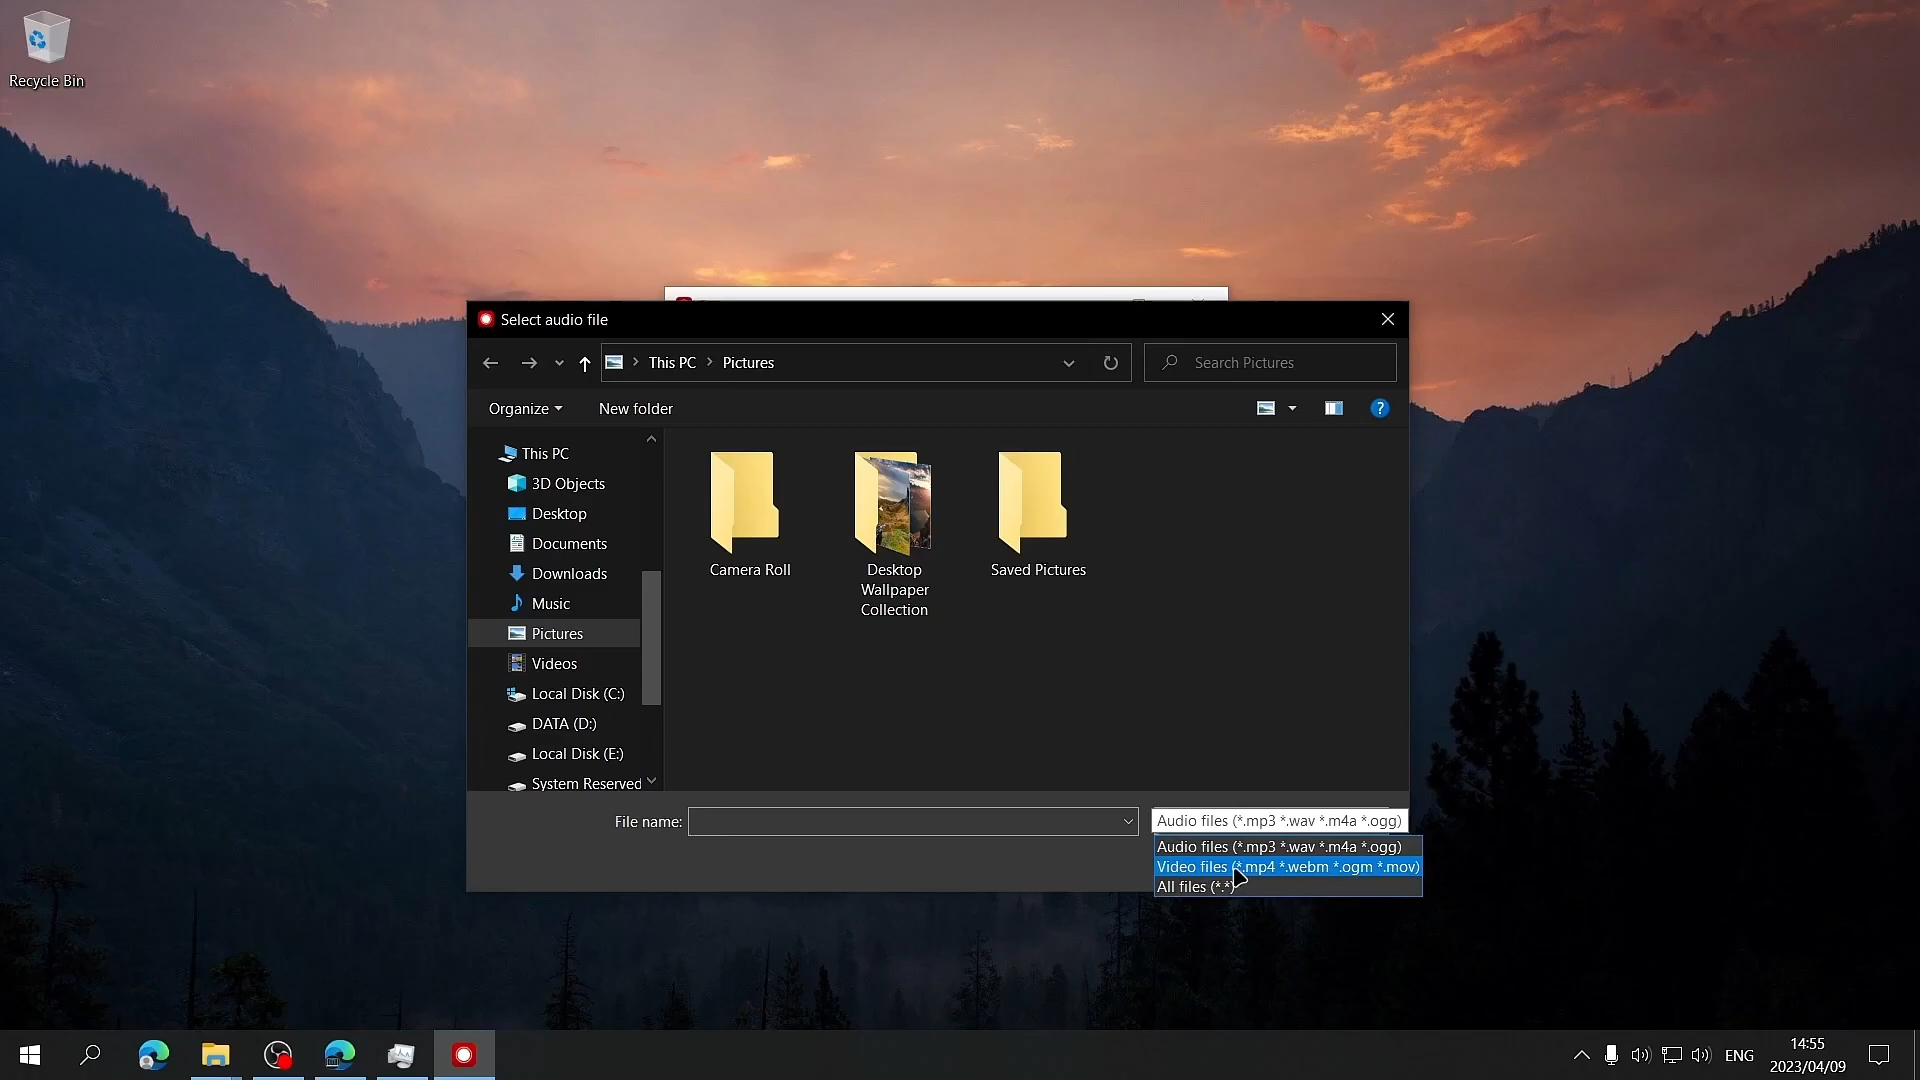 Recycle Bin
Select audio file
This PC
Pictures
Search Pictures
Organize
New folder
This PC
3D Objects
Desktop
Documents
Downloads
Music
Pictures
Videos
Local Disk (C:)
DATA (D:)
Local Disk (E:)
System Reserved
Camera Roll
Desktop
Wallpaper
Collection
Saved Pictures
File name:
Audio files (*.mp3 *.wav *.m4a *.ogg)
Audio files (*.mp3 *.wav *.m4a *.ogg)
Video files (*.mp4 *.webm *.ogm *.mov)
All files (*.*)
ENG
14:55
2023/04/09